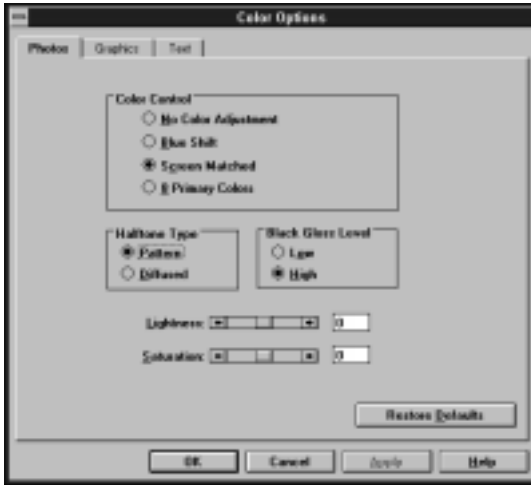 Color Options
Photos Graphics Text
Color Control
No Color Adjustment
Blue Shift
Screen Matched
8 Primary Colors
Halftone Type
Pattern
Diffused
Black Gloss Level
Low
High
Lightness: 0
Saturation: 0
Restore Defaults
OK Cancel Apply Help